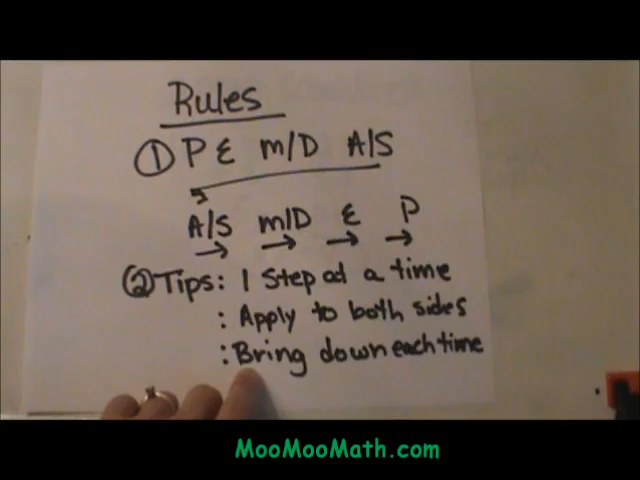 Rules
① P E M/D A/S
A/S M/D E P
② Tips: 1 Step at a time
: Apply to both sides
: Bring down each time
MooMooMath.com